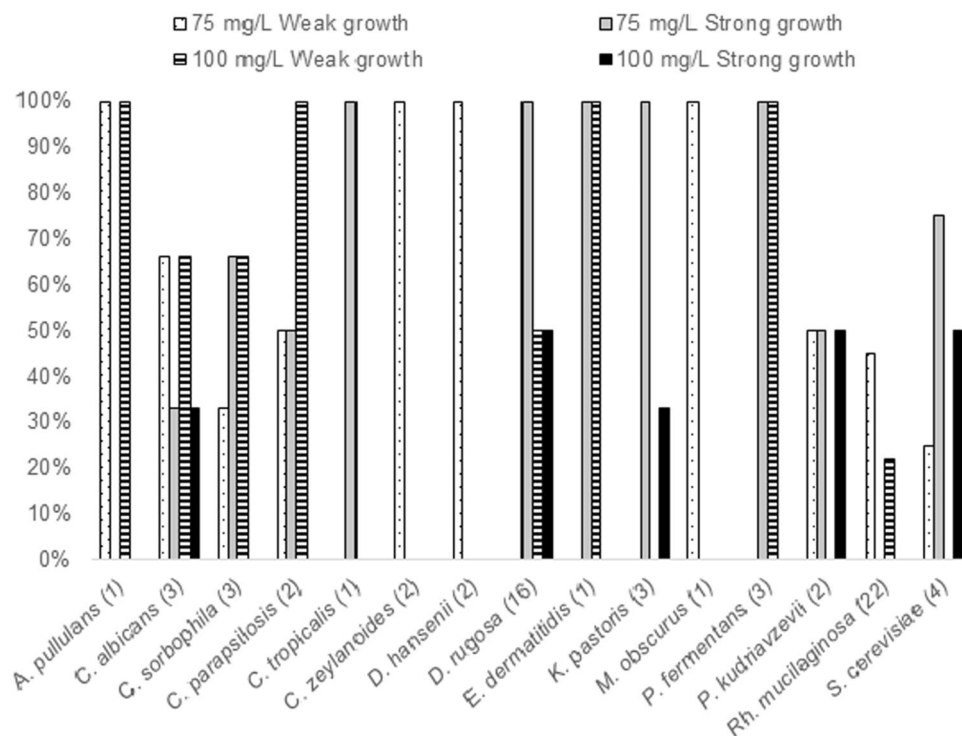 75 mg/L Weak growth 75 mg/L Strong growth
100 mg/L Weak growth 100 mg/L Strong growth
100%
90%
80%
70%
60%
50%
40%
30%
20%
10%
0%
A. pullulans (1)
C. albicans (3)
C. sorbophila (3)
C. parapsilosis (2)
C. tropicalis (1)
C. zeylanoides (2)
D. hansenii (2)
D. rugosa (16)
E. dermatitidis (1)
K. pastoris (3)
M. obscurus (1)
P. fermentans (3)
P. kudriavzevii (2)
Rh. mucilaginosa (22)
S. cerevisiae (4)